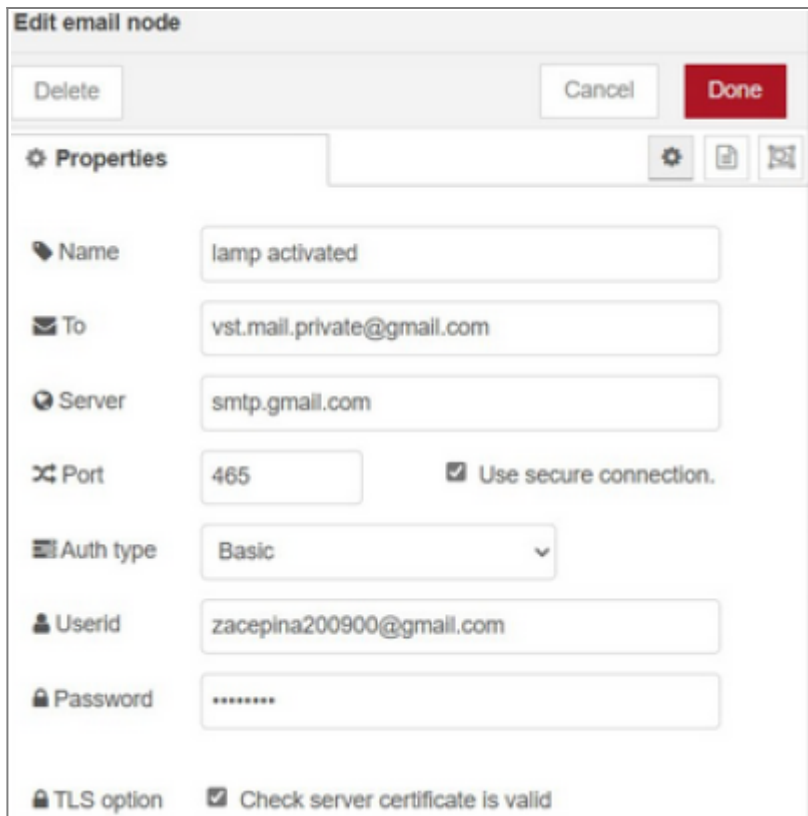 Edit email node
Delete Cancel Done
Properties
Name lamp activated
To vst.mail.private@gmail.com
Server smtp.gmail.com
Port 465 Use secure connection.
Auth type Basic
Userid zacepina200900@gmail.com
Password ••••••••
TLS option Check server certificate is valid